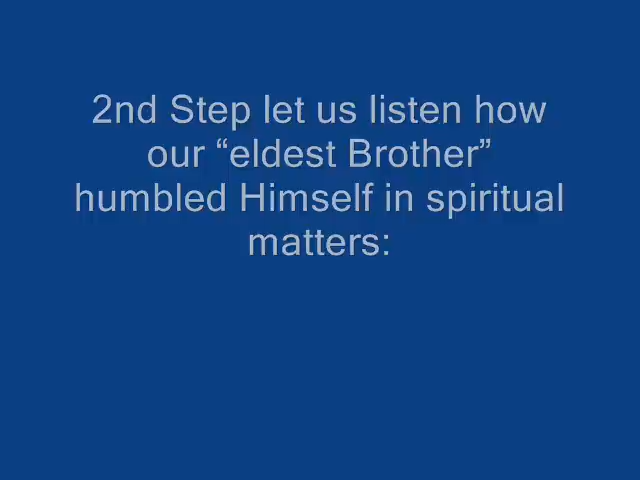 2nd Step let us listen how
our “eldest Brother”
humbled Himself in spiritual
matters: